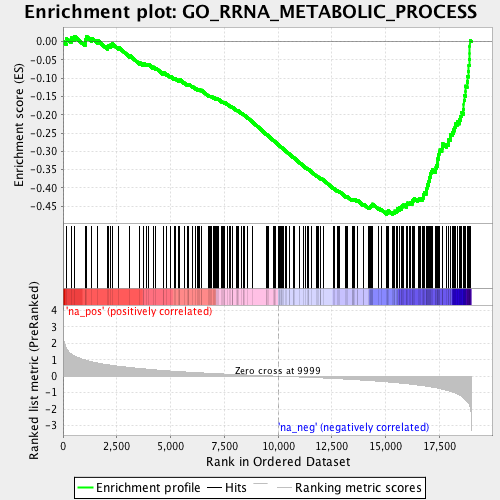 Enrichment plot: GO_RRNA_METABOLIC_PROCESS
Enrichment score (ES)
0.00
-0.05
-0.10
-0.15
-0.20
-0.25
-0.30
-0.35
-0.40
-0.45
'na_pos' (positively correlated)
Ranked list metric (PreRanked)
4
3
2
1
0
-1
-2
-3
Zero cross at 9999
'na_neg' (negatively correlated)
0
2,500
5,000
7,500
10,000
12,500
15,000
17,500
Rank in Ordered Dataset
Enrichment profile
Hits
Ranking metric scores